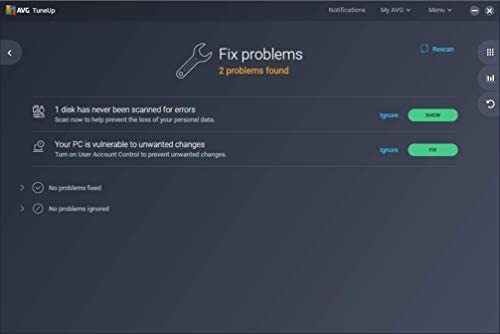 AVG TuneUp
Notifications
My AVG
Menu
Fix problems
2 problems found
Rescan
1 disk has never been scanned for errors
Scan now to help prevent the loss of your personal data.
Ignore
SHOW
Your PC is vulnerable to unwanted changes
Turn on User Account Control to prevent unwanted changes.
Ignore
FIX
No problems fixed
No problems ignored